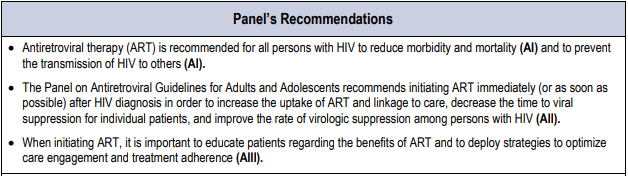 Panel's Recommendations
• Antiretroviral therapy (ART) is recommended for all persons with HIV to reduce morbidity and mortality (AI) and to prevent
the transmission of HIV to others (AI).
• The Panel on Antiretroviral Guidelines for Adults and Adolescents recommends initiating ART immediately (or as soon as
possible) after HIV diagnosis in order to increase the uptake of ART and linkage to care, decrease the time to viral
suppression for individual patients, and improve the rate of virologic suppression among persons with HIV (AII).
• When initiating ART, it is important to educate patients regarding the benefits of ART and to deploy strategies to optimize
care engagement and treatment adherence (AIII).